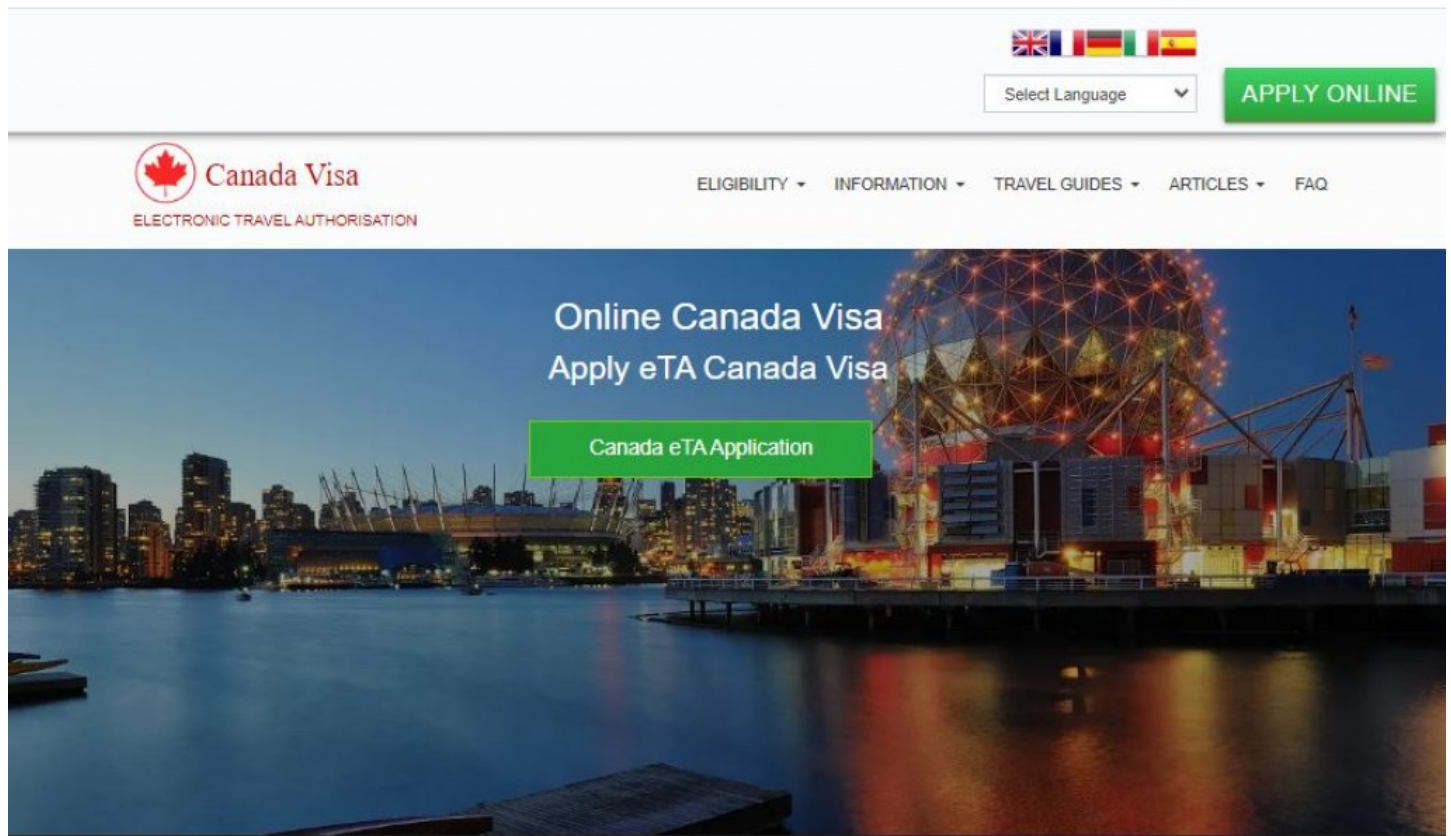 Select Language
APPLY ONLINE
Canada Visa
ELECTRONIC TRAVEL AUTHORISATION
ELIGIBILITY INFORMATION TRAVEL GUIDES ARTICLES FAQ
Online Canada Visa
Apply eTA Canada Visa
Canada eTA Application